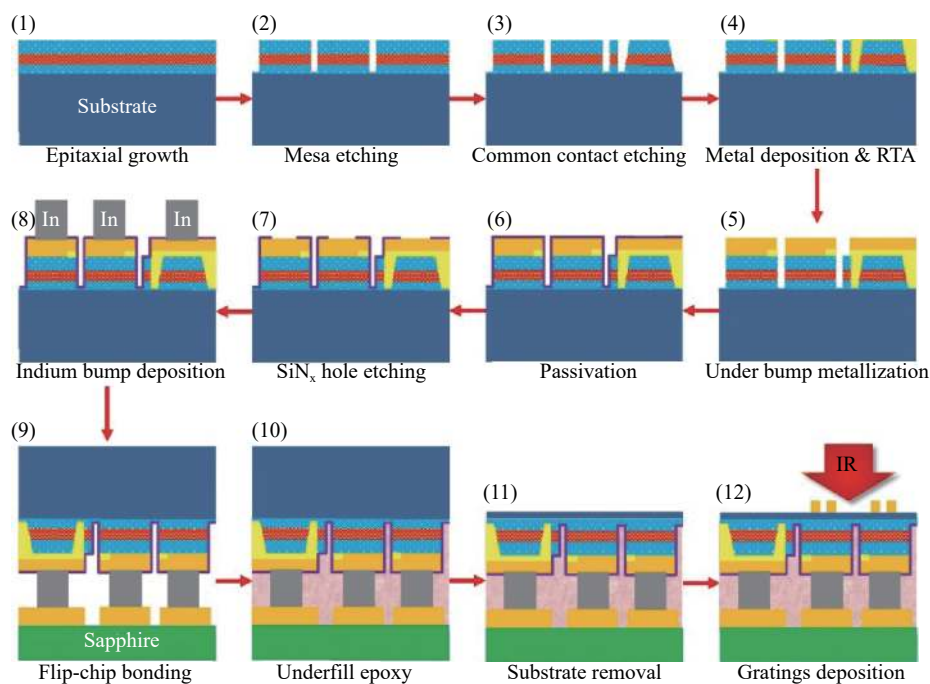 (1)
(2)
(3)
(4)
Substrate
Epitaxial growth
Mesa etching
Common contact etching
Metal deposition & RTA
(8)
In
In
In
(7)
(6)
(5)
Indium bump deposition
SiNₓ hole etching
Passivation
Under bump metallization
(9)
(10)
(11)
(12)
IR
Sapphire
Flip-chip bonding
Underfill epoxy
Substrate removal
Gratings deposition